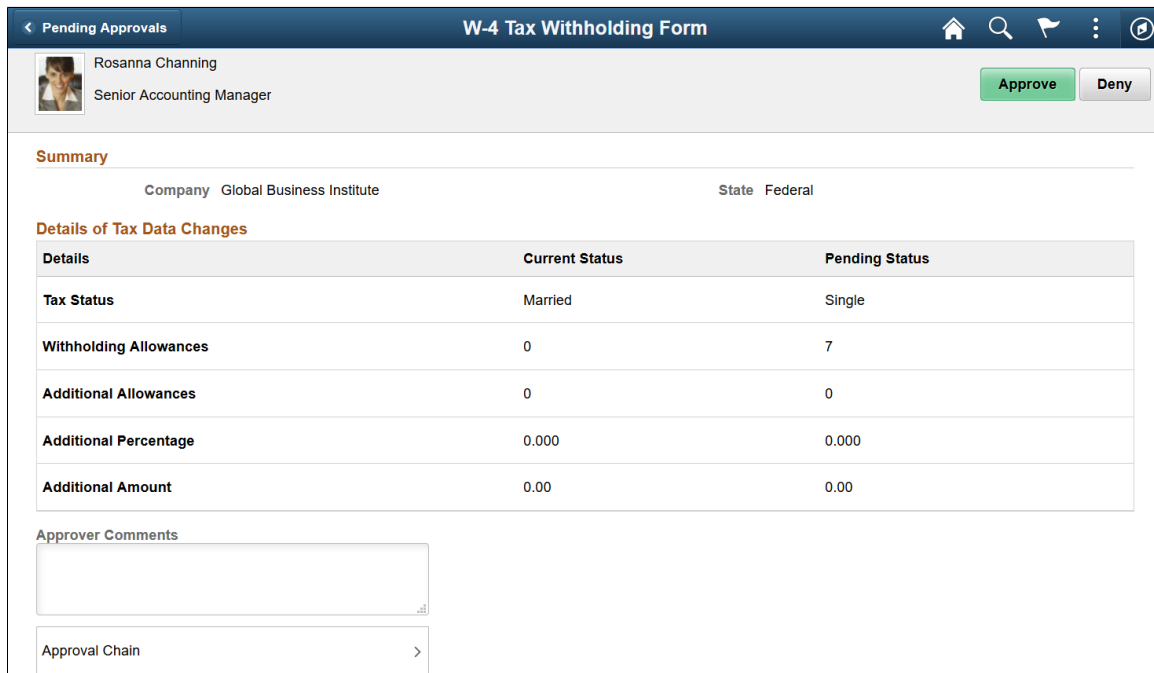 Pending Approvals W-4 Tax Withholding Form
Rosanna Channing
Senior Accounting Manager
Approve Deny
Summary
Company Global Business Institute State Federal
Details of Tax Data Changes
Details Current Status Pending Status
Tax Status Married Single
Withholding Allowances 0 7
Additional Allowances 0 0
Additional Percentage 0.000 0.000
Additional Amount 0.00 0.00
Approver Comments
Approval Chain